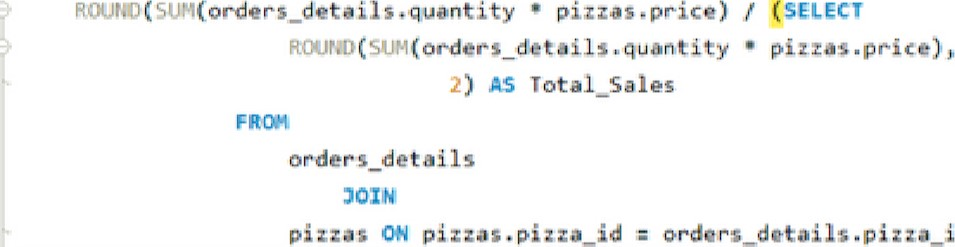 ROUND(SUM(orders_details.quantity * pizzas.price) / (SELECT
ROUND(SUM(orders_details.quantity * pizzas.price),
2) AS Total_Sales
FROM
orders_details
JOIN
pizzas ON pizzas.pizza_id = orders_details.pizza_i